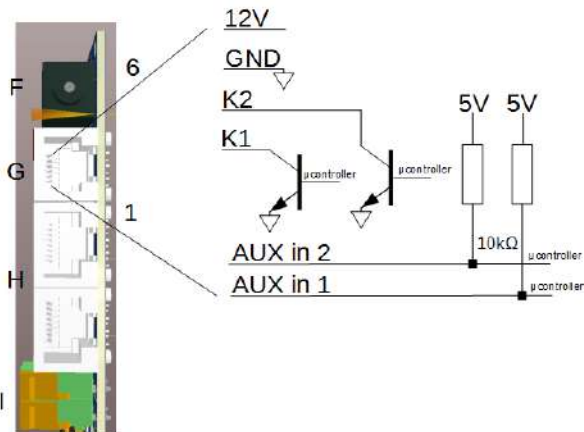 12V
6
GND
F
K2
5V 5V
K1
μcontroller
μcontroller
G
1
AUX in 2
10kΩ
μcontroller
H
AUX in 1
μcontroller
I